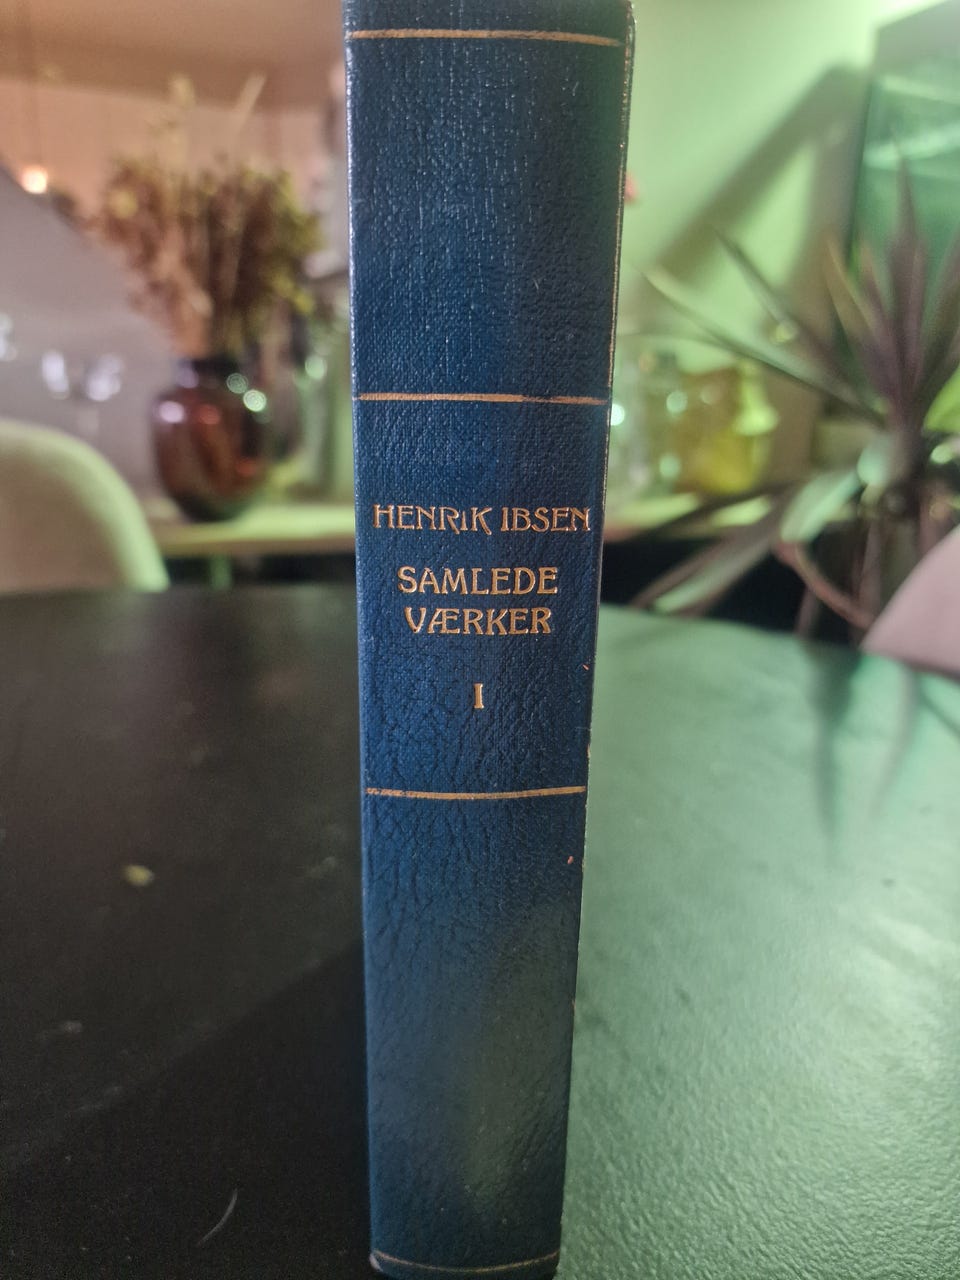 HENRIK IBSEN
SAMLEDE
VÆRKER
I